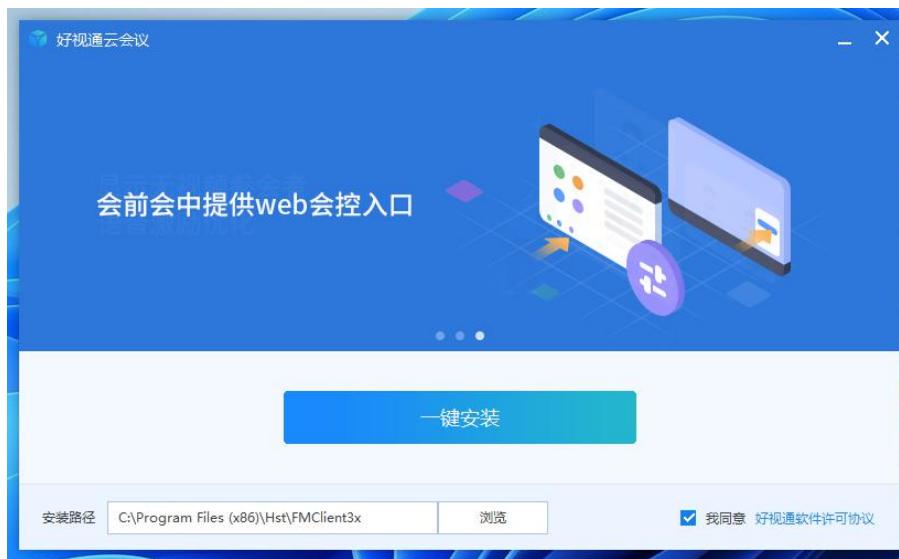 好视通云会议
会前会中提供web会控入口
一键安装
安装路径
C:\Program Files (x86)\Hst\FMClient3x
浏览
我同意 好视通软件许可协议